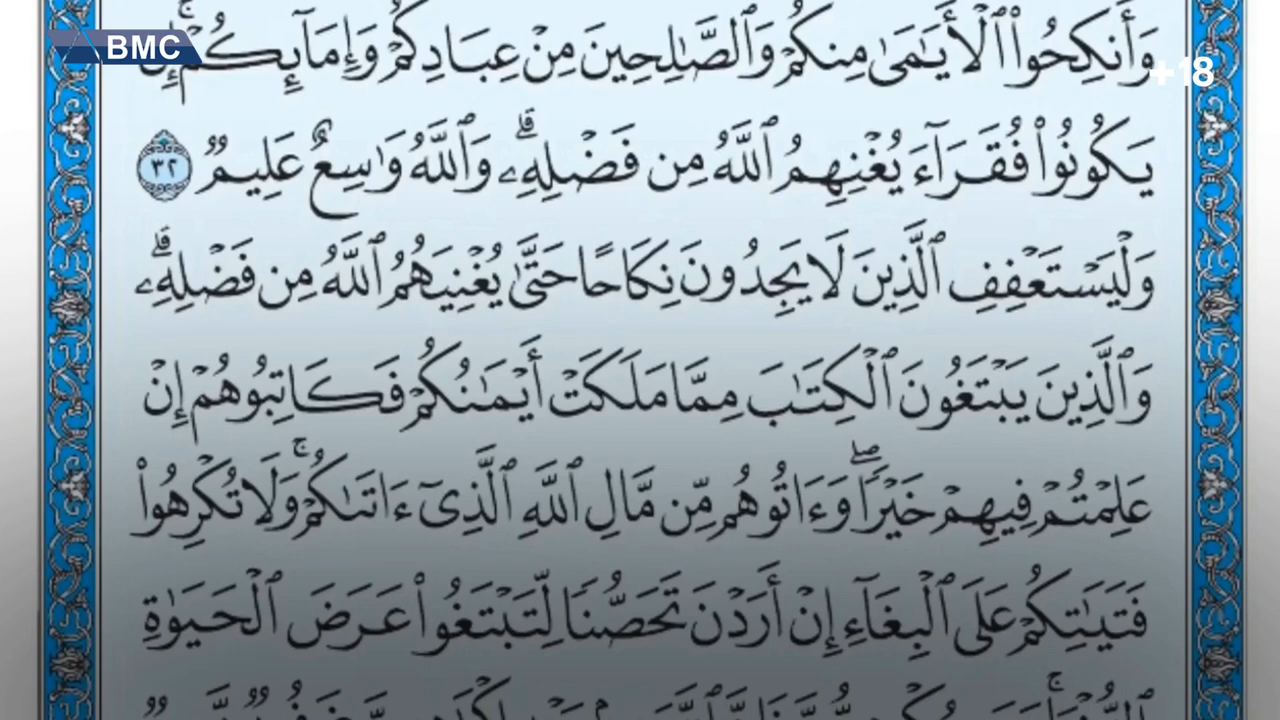 BMC
+18
وَأَنكِحُوا۟ ٱلْأَيَـٰمَىٰ مِنكُمْ وَٱلصَّـٰلِحِينَ مِنْ عِبَادِكُمْ وَإِمَآئِكُمْ ۚ إِن
يَكُونُوا۟ فُقَرَآءَ يُغْنِهِمُ ٱللَّهُ مِن فَضْلِهِۦ ۗ وَٱللَّهُ وَٰسِعٌ عَلِيمٌ ٣٢
وَلْيَسْتَعْفِفِ ٱلَّذِينَ لَا يَجِدُونَ نِكَاحًا حَتَّىٰ يُغْنِيَهُمُ ٱللَّهُ مِن فَضْلِهِۦ ۗ
وَٱلَّذِينَ يَبْتَغُونَ ٱلْكِتَـٰبَ مِمَّا مَلَكَتْ أَيْمَـٰنُكُمْ فَكَاتِبُوهُمْ إِنْ
عَلِمْتُمْ فِيهِمْ خَيْرًا ۖ وَءَاتُوهُم مِّن مَّالِ ٱللَّهِ ٱلَّذِىٓ ءَاتَىٰكُمْ ۚ وَلَا تُكْرِهُوا۟
فَتَيَـٰتِكُمْ عَلَى ٱلْبِغَآءِ إِنْ أَرَدْنَ تَحَصُّنًا لِّتَبْتَغُوا۟ عَرَضَ ٱلْحَيَوٰةِ